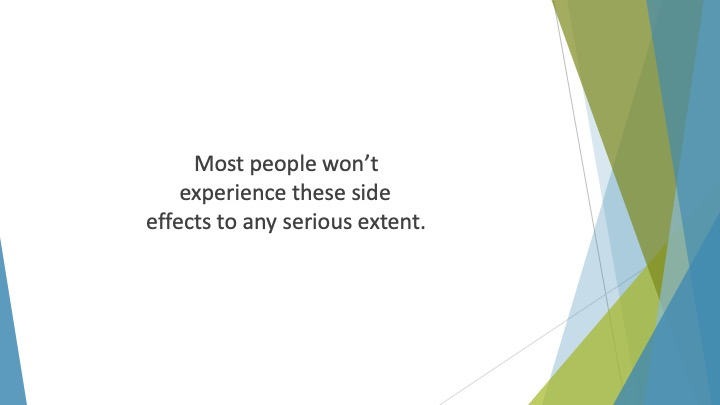 Most people won’t
experience these side
effects to any serious extent.